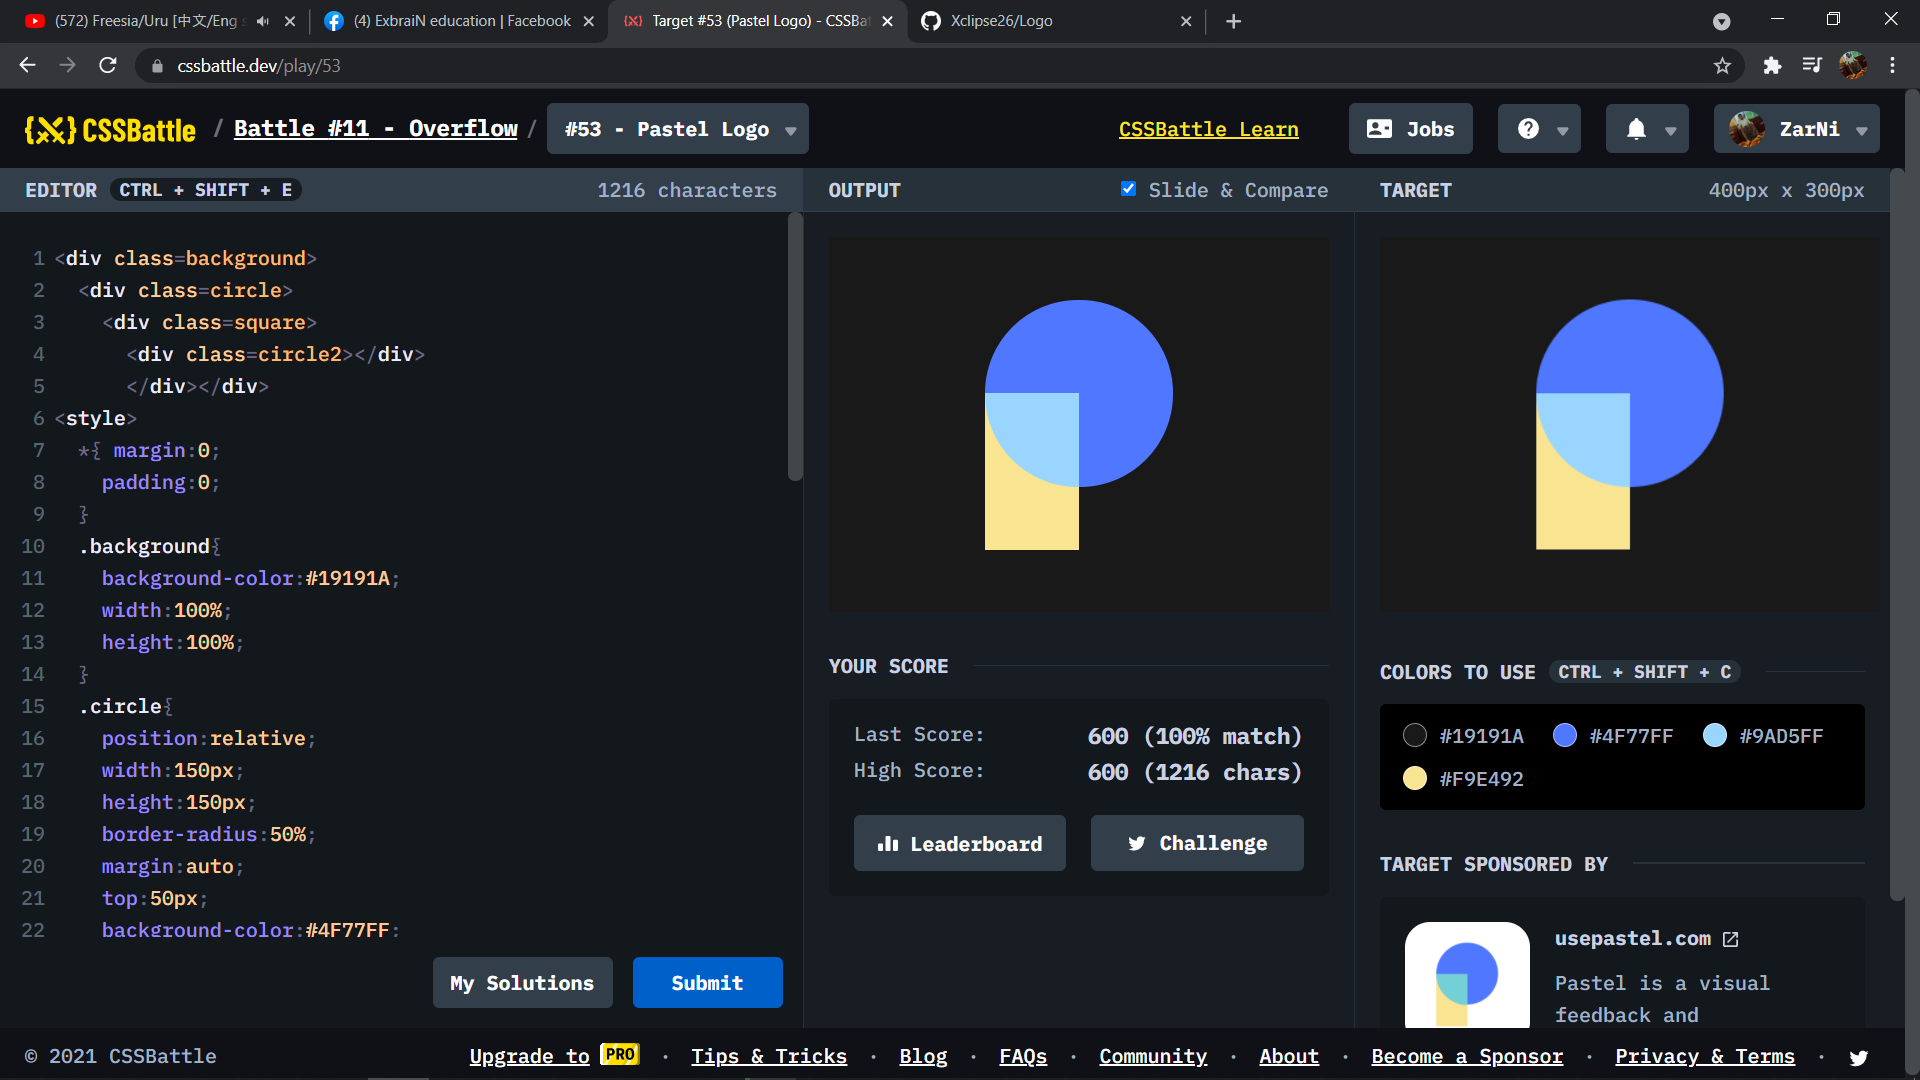 (572) Freesia/Uru [中文/Eng s
(4) ExbraiN education | Facebook
Target #53 (Pastel Logo) - CSSBa
Xclipse26/Logo
cssbattle.dev/play/53
CSSBattle / Battle #11 - Overflow / #53 - Pastel Logo
CSSBattle Learn
Jobs
ZarNi
EDITOR CTRL + SHIFT + E 1216 characters
OUTPUT Slide & Compare
TARGET 400px x 300px
1 <div class=background>
2 <div class=circle>
3 <div class=square>
4 <div class=circle2></div>
5 </div></div>
6 <style>
7 *{ margin:0;
8 padding:0;
9 }
10 .background{
11 background-color:#19191A;
12 width:100%;
13 height:100%;
14 }
15 .circle{
16 position:relative;
17 width:150px;
18 height:150px;
19 border-radius:50%;
20 margin:auto;
21 top:50px;
22 background-color:#4F77FF;
My Solutions
Submit
YOUR SCORE
Last Score: 600 (100% match)
High Score: 600 (1216 chars)
Leaderboard
Challenge
COLORS TO USE CTRL + SHIFT + C
#19191A #4F77FF #9AD5FF
#F9E492
TARGET SPONSORED BY
usepastel.com
Pastel is a visual
feedback and
© 2021 CSSBattle
Upgrade to PRO · Tips & Tricks · Blog · FAQs · Community · About · Become a Sponsor · Privacy & Terms ·